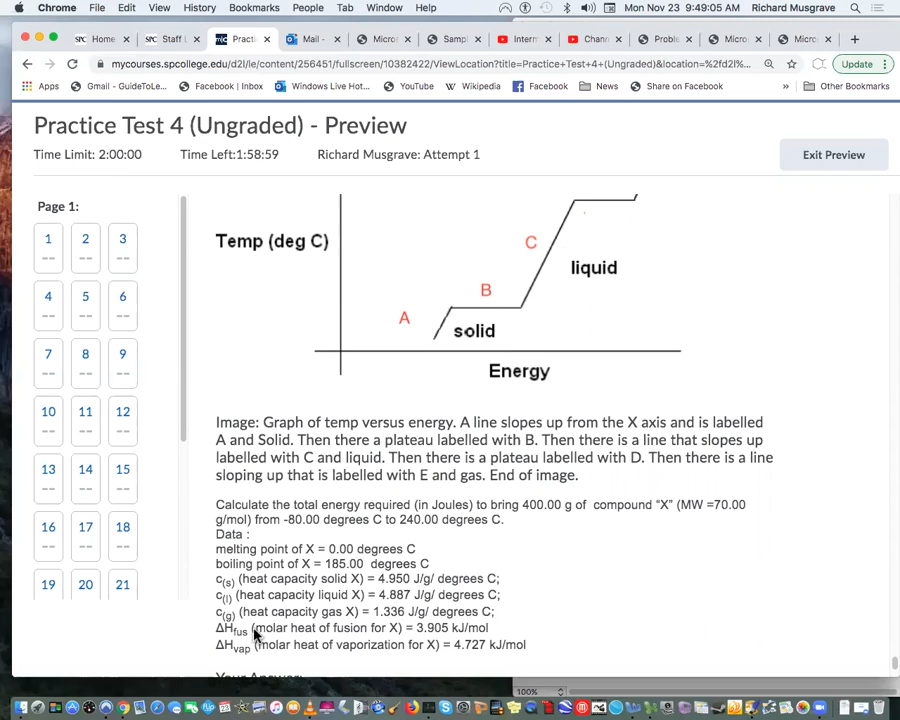 Chrome File Edit View History Bookmarks People Tab Window Help Mon Nov 23 9:49:05 AM Richard Musgrave
SPC Home SPC Staff L Practi Mail - Micror Sampl Intern Chann Proble Micros Micros
mycourses.spcollege.edu/d2l/le/content/256451/fullscreen/10382422/ViewLocation?title=Practice+Test+4+(Ungraded)&location=%2fd2l%... Update
Apps Gmail - GuideToLe... Facebook | Inbox Windows Live Hot... YouTube Wikipedia Facebook News Share on Facebook » Other Bookmarks
Practice Test 4 (Ungraded) - Preview
Time Limit: 2:00:00 Time Left:1:58:59 Richard Musgrave: Attempt 1
Exit Preview
Page 1:
1 2 3
-- -- --
4 5 6
-- -- --
7 8 9
-- -- --
10 11 12
-- -- --
13 14 15
-- -- --
16 17 18
-- -- --
19 20 21
Temp (deg C)
C
liquid
B
A
solid
Energy
Image: Graph of temp versus energy. A line slopes up from the X axis and is labelled
A and Solid. Then there a plateau labelled with B. Then there is a line that slopes up
labelled with C and liquid. Then there is a plateau labelled with D. Then there is a line
sloping up that is labelled with E and gas. End of image.
Calculate the total energy required (in Joules) to bring 400.00 g of compound "X" (MW =70.00
g/mol) from -80.00 degrees C to 240.00 degrees C.
Data :
melting point of X = 0.00 degrees C
boiling point of X = 185.00 degrees C
c(s) (heat capacity solid X) = 4.950 J/g/ degrees C;
c(l) (heat capacity liquid X) = 4.887 J/g/ degrees C;
c(g) (heat capacity gas X) = 1.336 J/g/ degrees C;
ΔHfus (molar heat of fusion for X) = 3.905 kJ/mol
ΔHvap (molar heat of vaporization for X) = 4.727 kJ/mol
Your Answer:
100%